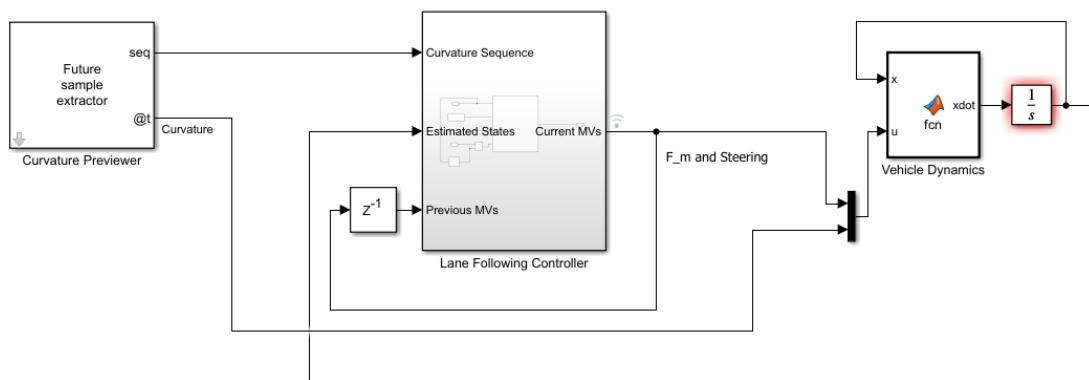 seq
Future
sample
extractor
@t
Curvature
Curvature Previewer
Curvature Sequence
Estimated States
Current MVs
Previous MVs
Z-1
Lane Following Controller
F_m and Steering
x
u
fcn
xdot
Vehicle Dynamics
1
s